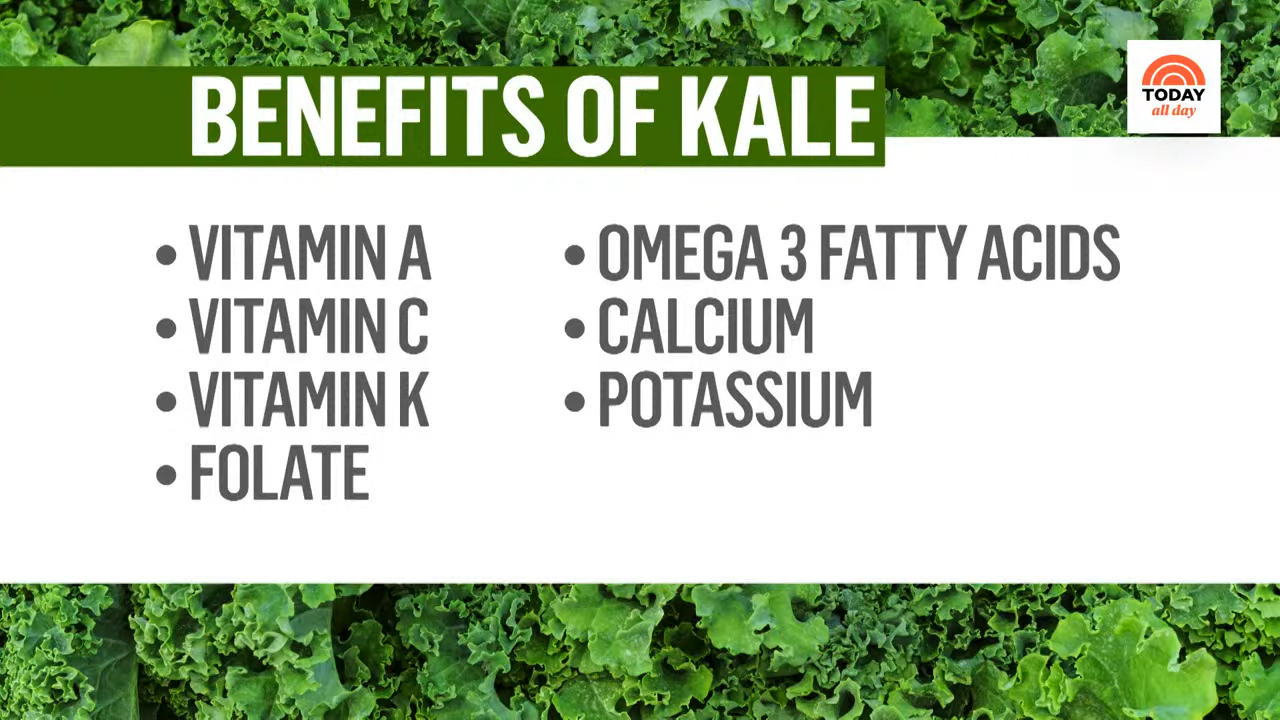 BENEFITS OF KALE
TODAY
all day
• VITAMIN A
• VITAMIN C
• VITAMIN K
• FOLATE
• OMEGA 3 FATTY ACIDS
• CALCIUM
• POTASSIUM